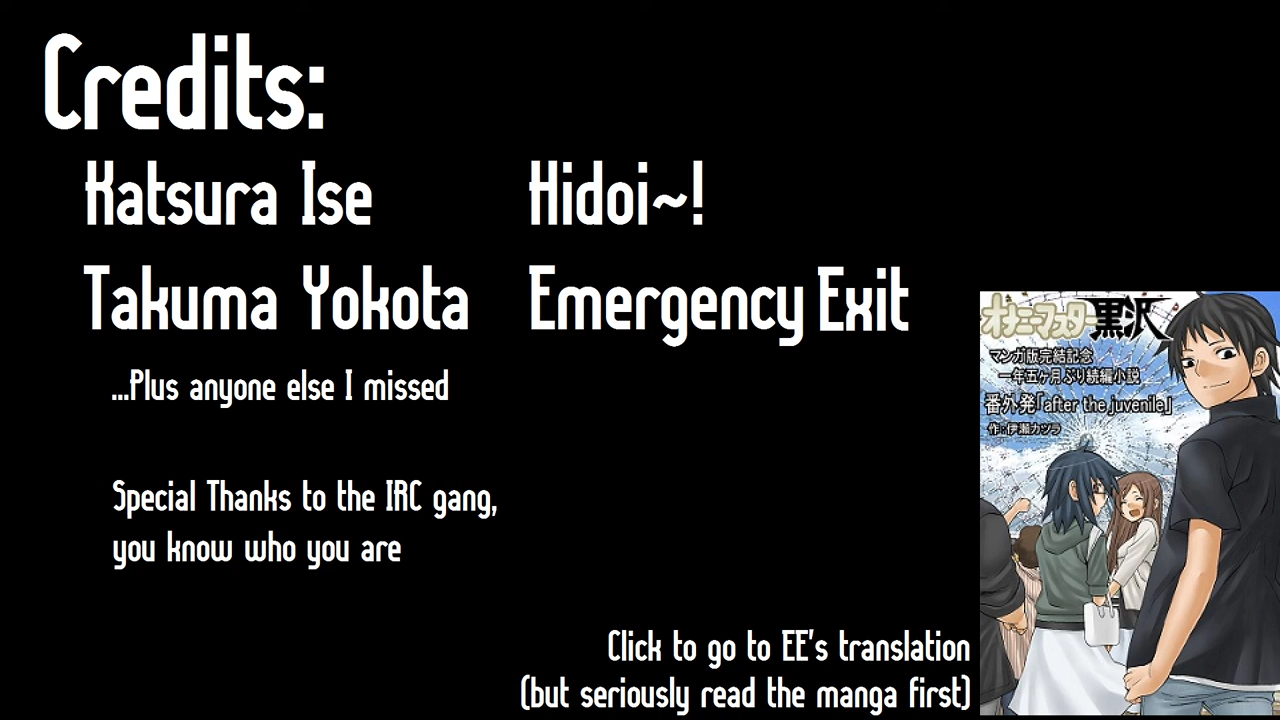 Credits:
Katsura Ise
Hidoi~!
Takuma Yokota
Emergency Exit
...Plus anyone else I missed
Special Thanks to the IRC gang,
you know who you are
Click to go to EE's translation
(but seriously read the manga first)
オナニーマスター黒沢
マンガ版完結記念
一年五ヶ月ぶり続編小説
番外発「after the juvenile」
作:伊瀬カツラ